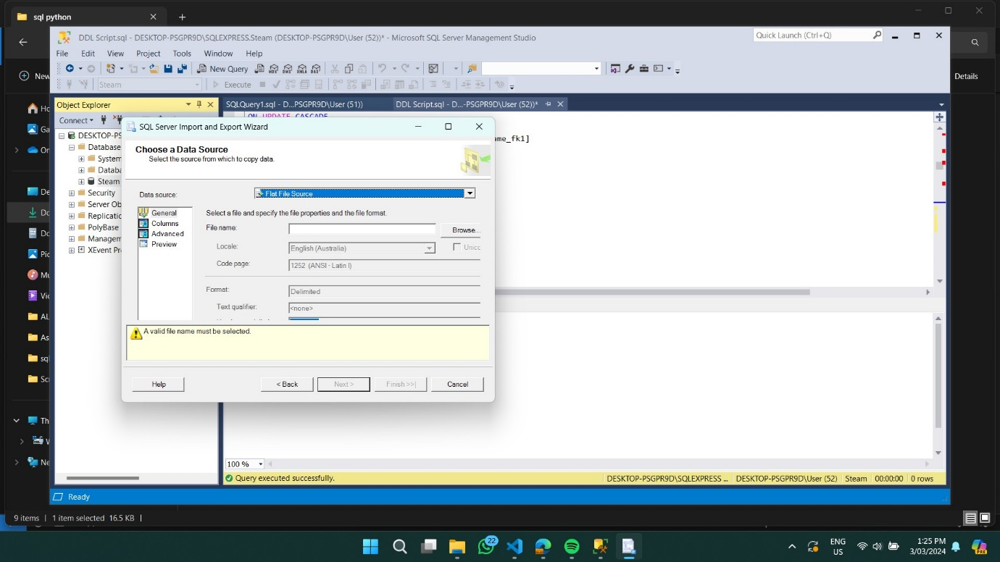 sql python
DDL Script.sql - DESKTOP-PSGPR9D\SQLEXPRESS.Steam (DESKTOP-PSGPR9D\User (52))* - Microsoft SQL Server Management Studio
Quick Launch (Ctrl+Q)
File Edit View Project Tools Window Help
New Query
MDX DMX XMLA DAX
Steam
Execute
New
Details
Object Explorer
Connect
SQLQuery1.sql - D...PSGPR9D\User (51))
DDL Script.sql - D...-PSGPR9D\User (52))*
ON UPDATE CASCADE
ame_fk1]
DESKTOP-PS
Database
System
Databa
Steam
Security
Server Ob
Replicatio
PolyBase
Managem
XEvent Pr
Ho
Ga
On
De
Do
Do
Pic
Mu
Vic
AL
As
sql
Sc
Th
W
Ne
SQL Server Import and Export Wizard
Choose a Data Source
Select the source from which to copy data.
Data source:
Flat File Source
General
Columns
Advanced
Preview
Select a file and specify the file properties and the file format.
File name:
Browse...
Locale:
English (Australia)
Unicc
Code page:
1252 (ANSI - Latin I)
Format:
Delimited
Text qualifier:
<none>
A valid file name must be selected.
Help
< Back
Next >
Finish >>|
Cancel
100 %
Query executed successfully.
DESKTOP-PSGPR9D\SQLEXPRESS ...
DESKTOP-PSGPR9D\User (52)
Steam
00:00:00
0 rows
Ready
9 items
1 item selected 16.5 KB
22
ENG
US
1:25 PM
3/03/2024
PRE